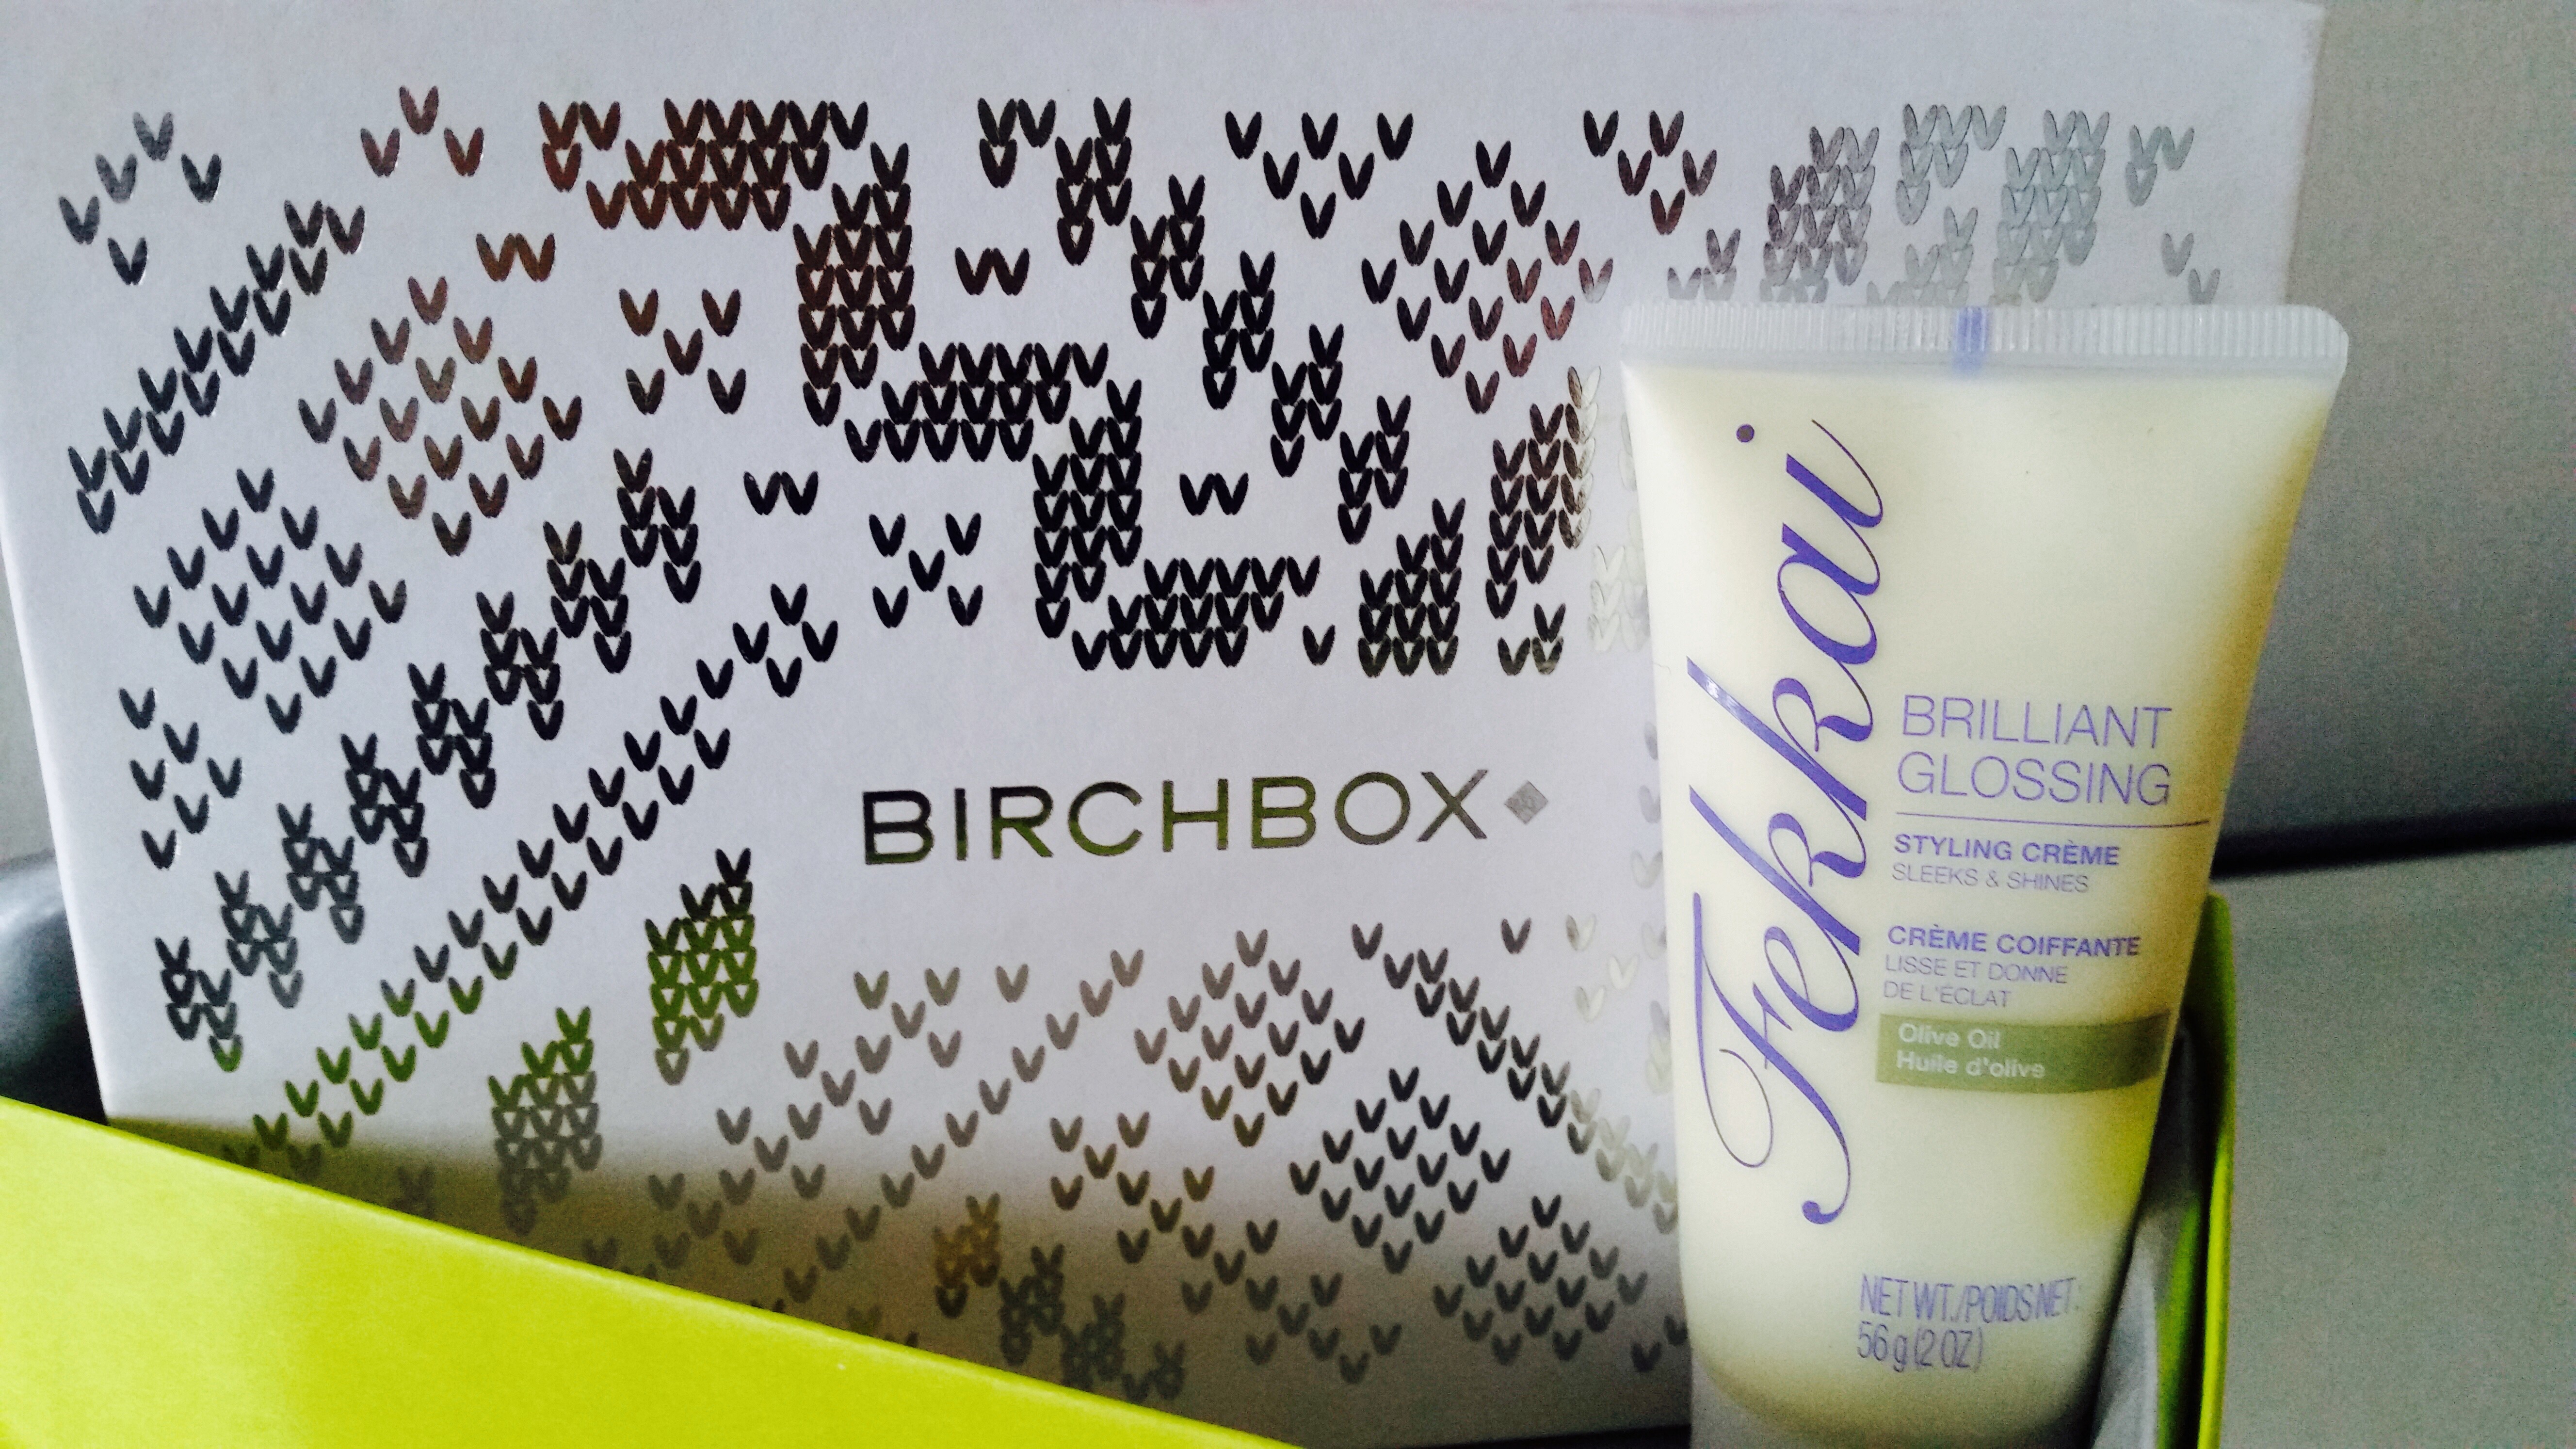 BIRCHBOX
Fekkai
BRILLIANT
GLOSSING
STYLING CRÈME
SLEEKS & SHINES
CRÈME COIFFANTE
LISSE ET DONNE
DE L'ÉCLAT
Olive Oil
Huile d'olive
NET WT./POIDS NET.
56 g (2 OZ)